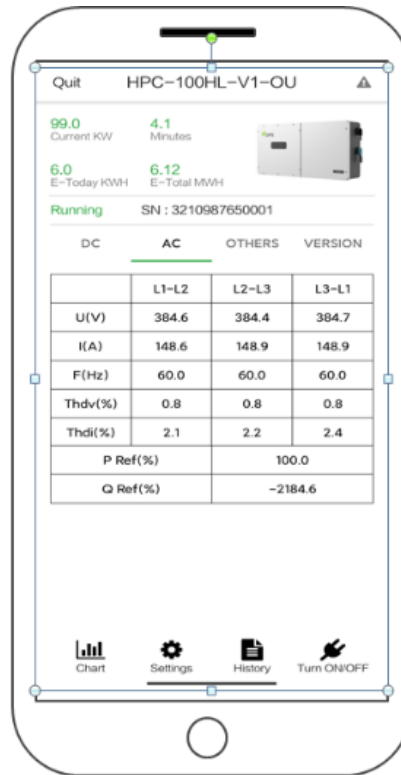 Quit HPC-100HL-V1-OU
99.0 4.1
Current KW Minutes
6.0 6.12
E-Today KWH E-Total MWH
Running SN : 3210987650001
DC AC OTHERS VERSION
L1-L2 L2-L3 L3-L1
U(V) 384.6 384.4 384.7
I(A) 148.6 148.9 148.9
F(Hz) 60.0 60.0 60.0
Thdv(%) 0.8 0.8 0.8
Thdi(%) 2.1 2.2 2.4
P Ref(%) 100.0
Q Ref(%) -2184.6
Chart Settings History Turn ON/OFF